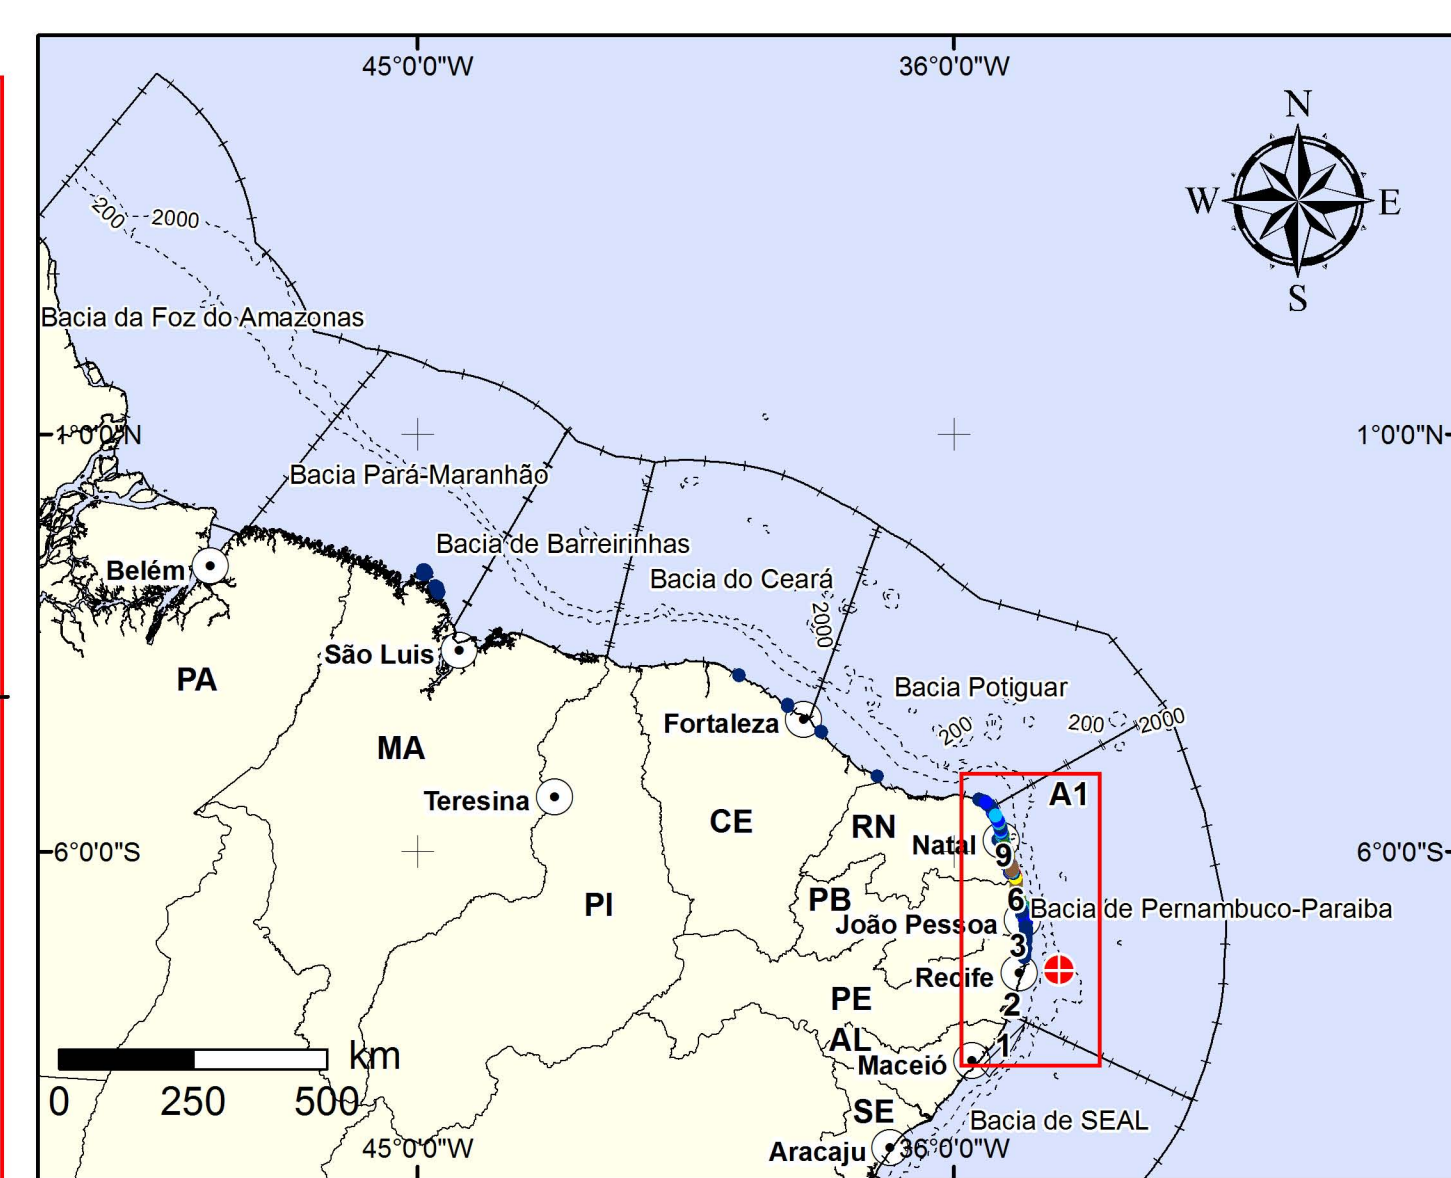 45°0'0"W
36°0'0"W
N
W
E
S
200
2000
Bacia da Foz do Amazonas
1°0'0"N
1°0'0"N
Bacia Pará-Maranhão
Bacia de Barreirinhas
Belém
Bacia do Ceará
2000
São Luis
PA
Bacia Potiguar
Fortaleza
200
200
2000
MA
Teresina
A1
CE
RN
Natal
6°0'0"S
9
6°0'0"S
PI
PB
6
Bacia de Pernambuco-Paraiba
João Pessoa
3
Recife
PE
2
AL
1
km
Maceió
0
250
500
SE
Bacia de SEAL
45°0'0"W
Aracaju
36°0'0"W